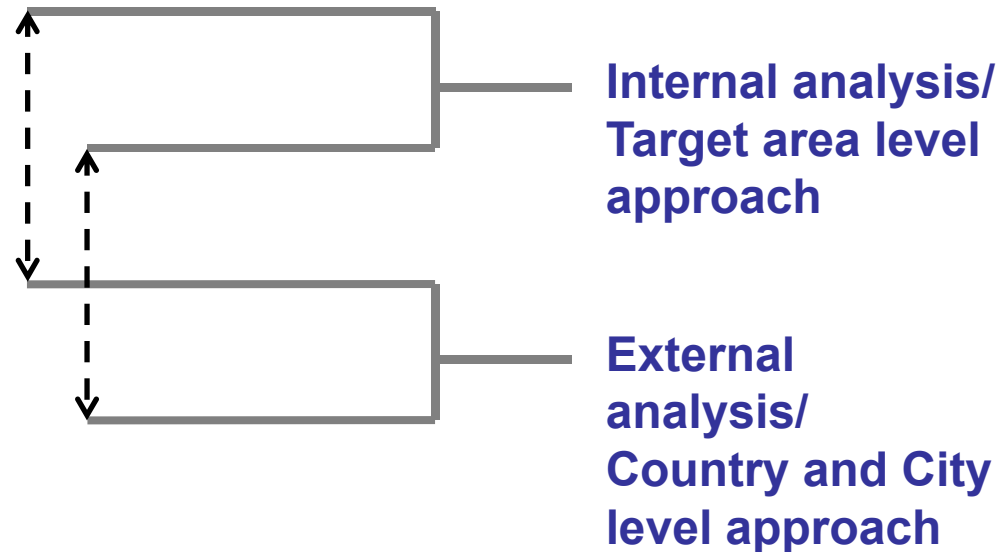 Internal analysis/
Target area level
approach
External
analysis/
Country and City
level approach